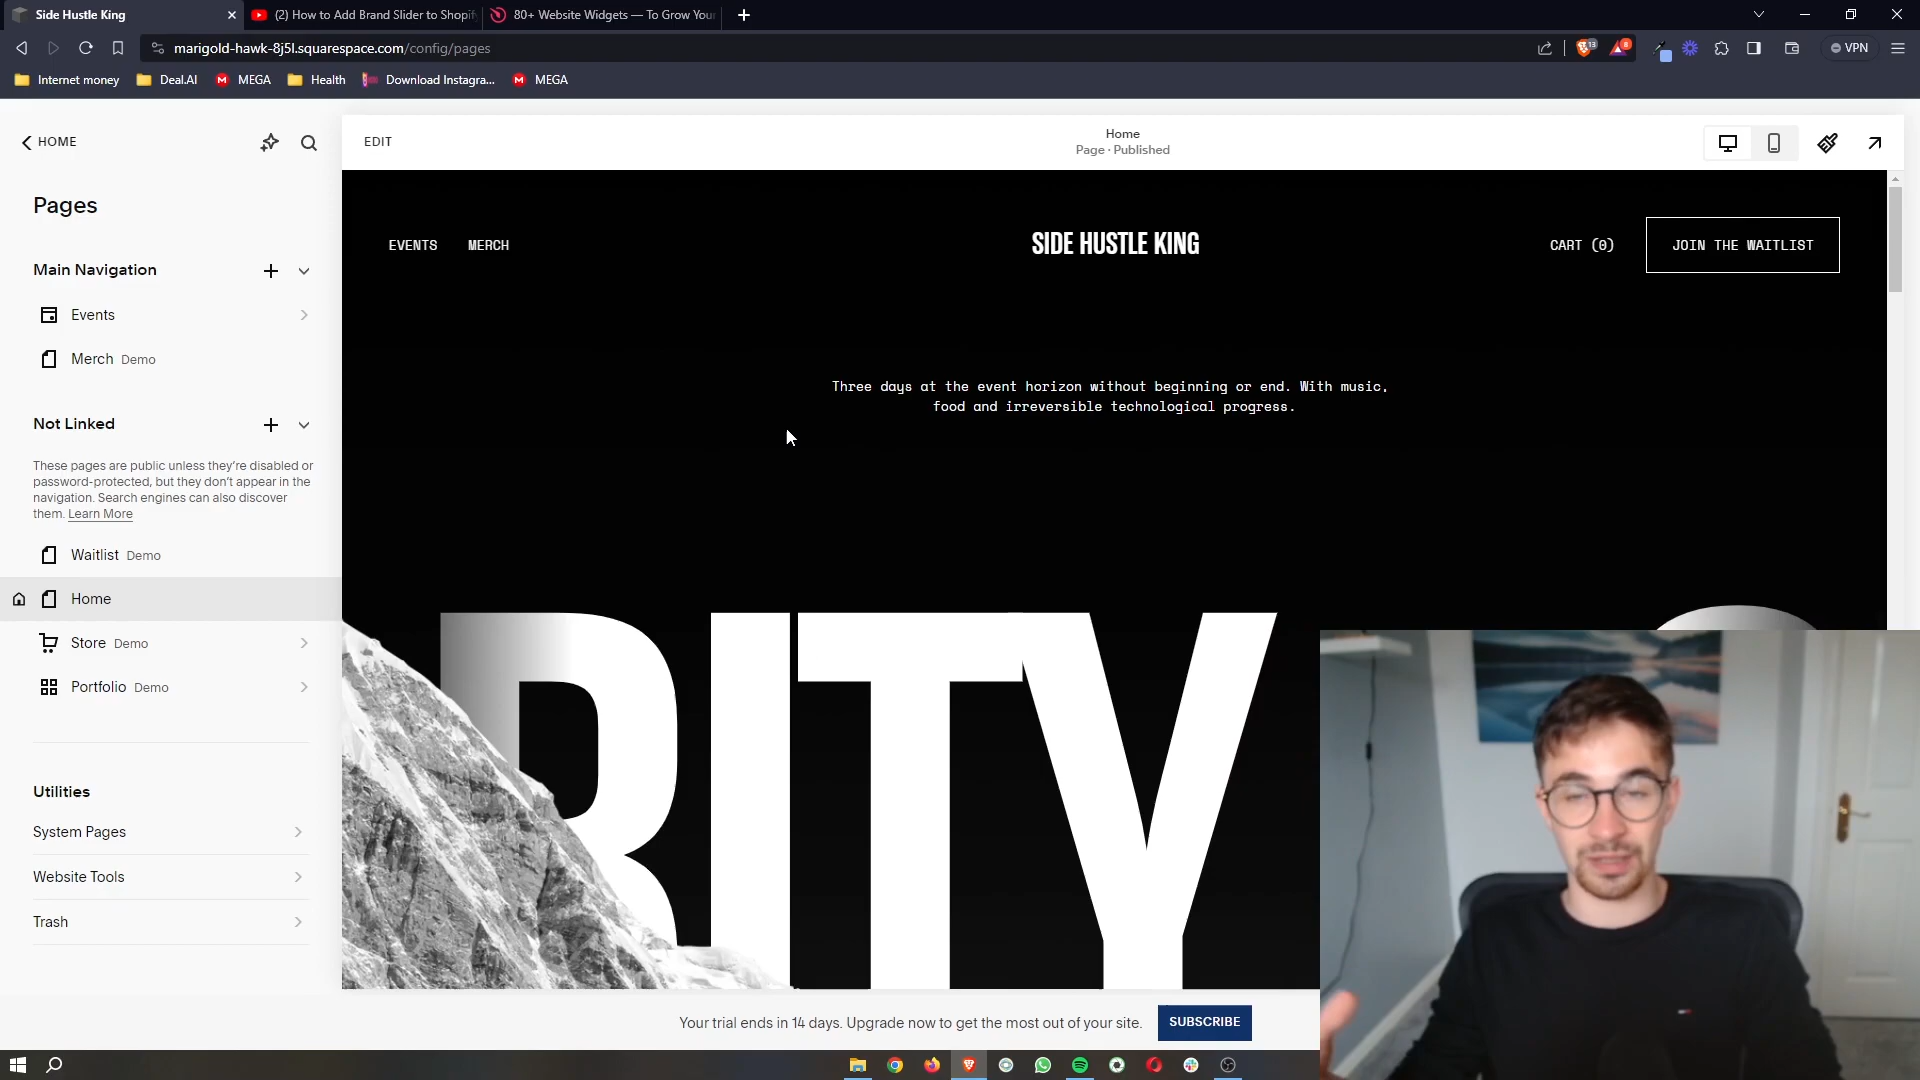 Side Hustle King
(2) How to Add Brand Slider to Shopif
80+ Website Widgets — To Grow Your
marigold-hawk-8j5l.squarespace.com/config/pages
13
8
VPN
Internet money
Deal.AI
MEGA
Health
Download Instagra...
MEGA
HOME
EDIT
Home
Page · Published
Pages
EVENTS MERCH
SIDE HUSTLE KING
CART (0)
JOIN THE WAITLIST
Main Navigation
Events
Merch Demo
Three days at the event horizon without beginning or end. With music,
food and irreversible technological progress.
Not Linked
These pages are public unless they're disabled or
password-protected, but they don't appear in the
navigation. Search engines can also discover
them. Learn More
Waitlist Demo
Home
Store Demo
Portfolio Demo
RITY
Utilities
System Pages
Website Tools
Trash
Your trial ends in 14 days. Upgrade now to get the most out of your site.
SUBSCRIBE